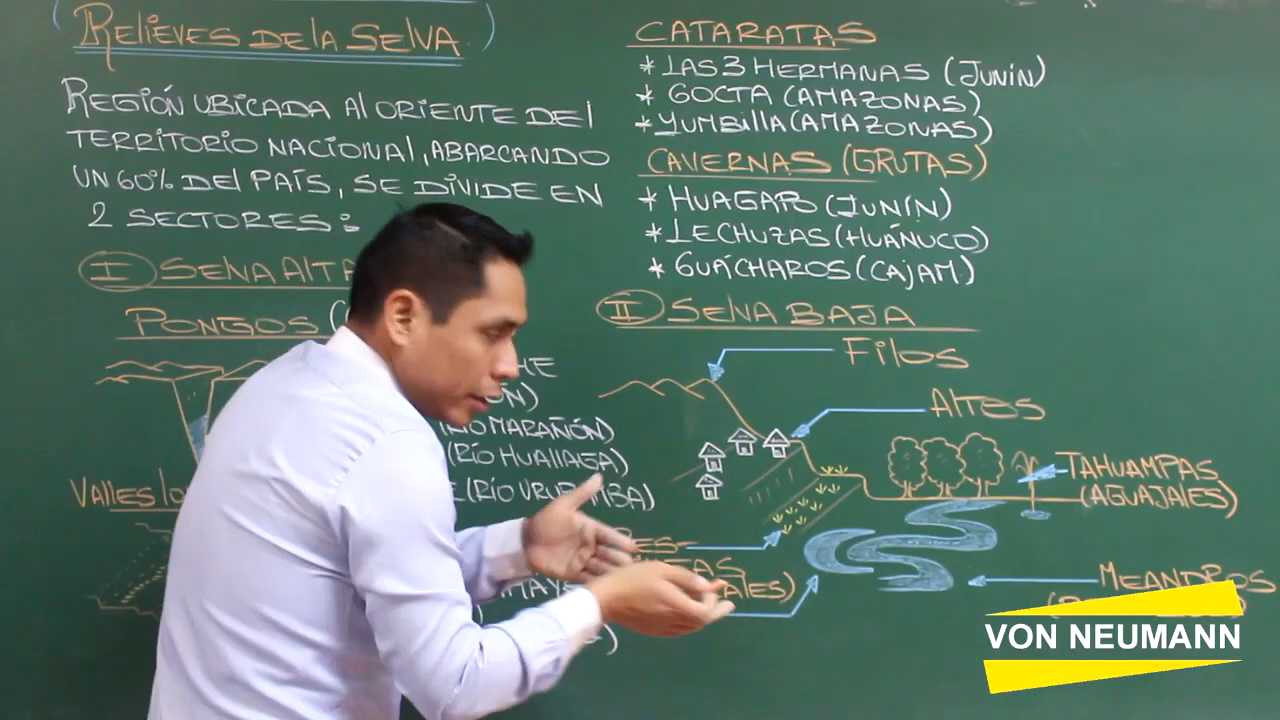 RELIEVES DE LA SELVA
REGIÓN UBICADA AL ORIENTE DEL
TERRITORIO NACIONAL, ABARCANDO
UN 60% DEL PAÍS, SE DIVIDE EN
2 SECTORES:
I SELVA ALTA
PONGOS (
MARAÑÓN)
(RÍO HUALLAGA)
(RÍO URUBAMBA)
VALLES
CATARATAS
* LAS 3 HERMANAS (JUNÍN)
* GOCTA (AMAZONAS)
* YUMBILLA (AMAZONAS)
CAVERNAS (GRUTAS)
* HUAGAPO (JUNÍN)
* LECHUZAS (HUÁNUCO)
* GUÁCHAROS (CAJAM)
II SELVA BAJA
FILOS
ALTOS
TAHUAMPAS
(AGUAJALES)
MEANDROS
VON NEUMANN